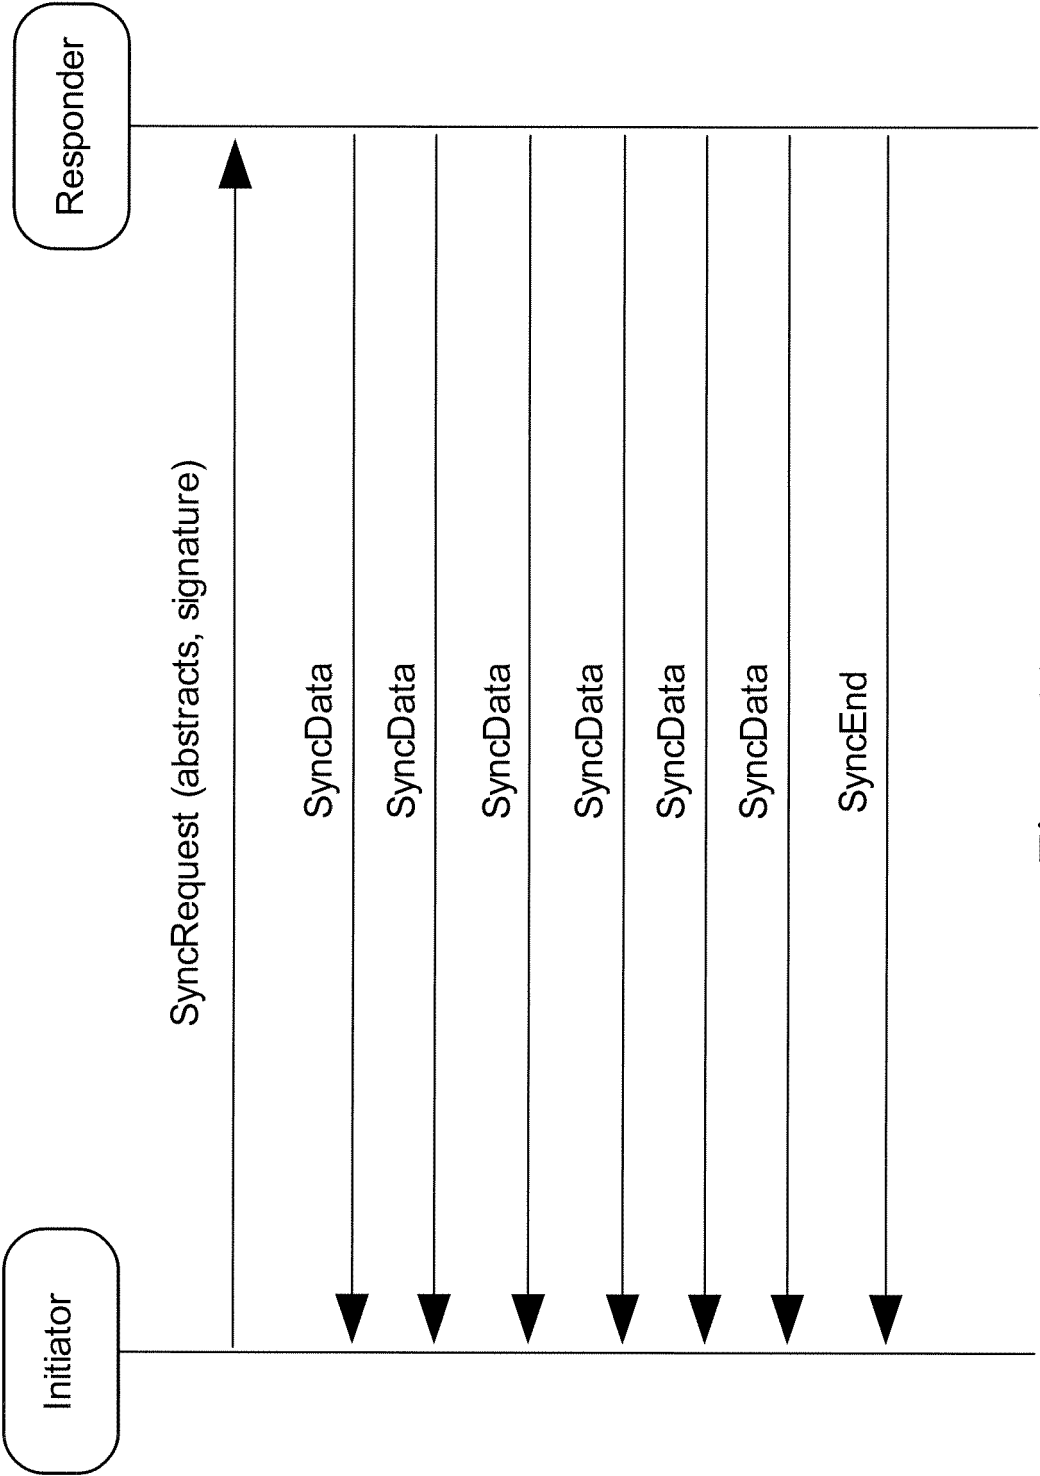 Initiator
Responder
SyncRequest (abstracts, signature)
SyncData
SyncData
SyncData
SyncData
SyncData
SyncData
SyncEnd